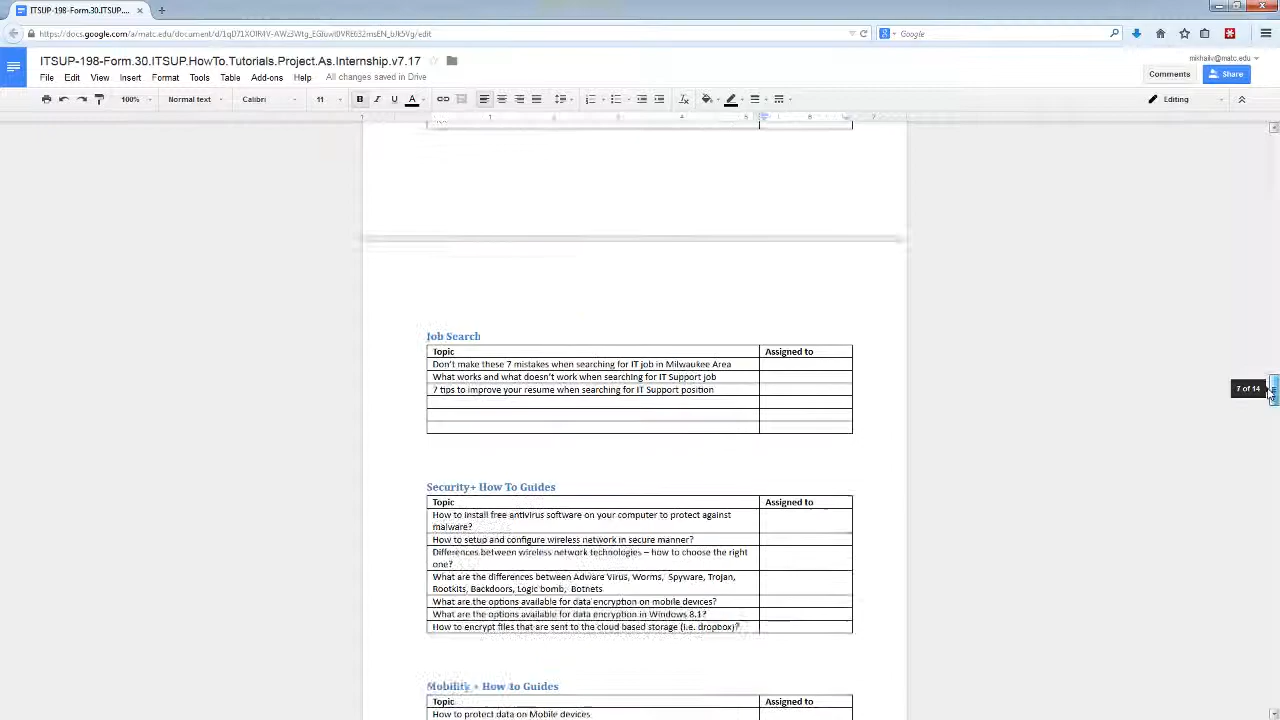 ITSUP-198-Form.30.ITSUP....
https://docs.google.com/a/matc.edu/document/d/
Google
ITSUP-198-Form.30.ITSUP.HowTo.Tutorials.Project.As.Internship.v7.17
mikhailv@matc.edu
File Edit View Insert Format Tools Table Add-ons Help All changes saved in Drive
Comments Share
100% Normal text Calibri 11 B I U A Editing
Job Search
Topic Assigned to
Don't make these 7 mistakes when searching for IT job in Milwaukee Area
What works and what doesn't work when searching for IT Support job
7 tips to improve your resume when searching for IT Support position
7 of 14
Security+ How To Guides
Topic Assigned to
How to install free antivirus software on your computer to protect against
malware?
How to setup and configure wireless network in secure manner?
Differences between wireless network technologies – how to choose the right
one?
What are the differences between Adware Virus, Worms, Spyware, Trojan,
Rootkits, Backdoors, Logic bomb, Botnets
What are the options available for data encryption on mobile devices?
What are the options available for data encryption in Windows 8.1?
How to encrypt files that are sent to the cloud based storage (i.e. dropbox)?
Mobility + How to Guides
Topic Assigned to
How to protect data on Mobile devices